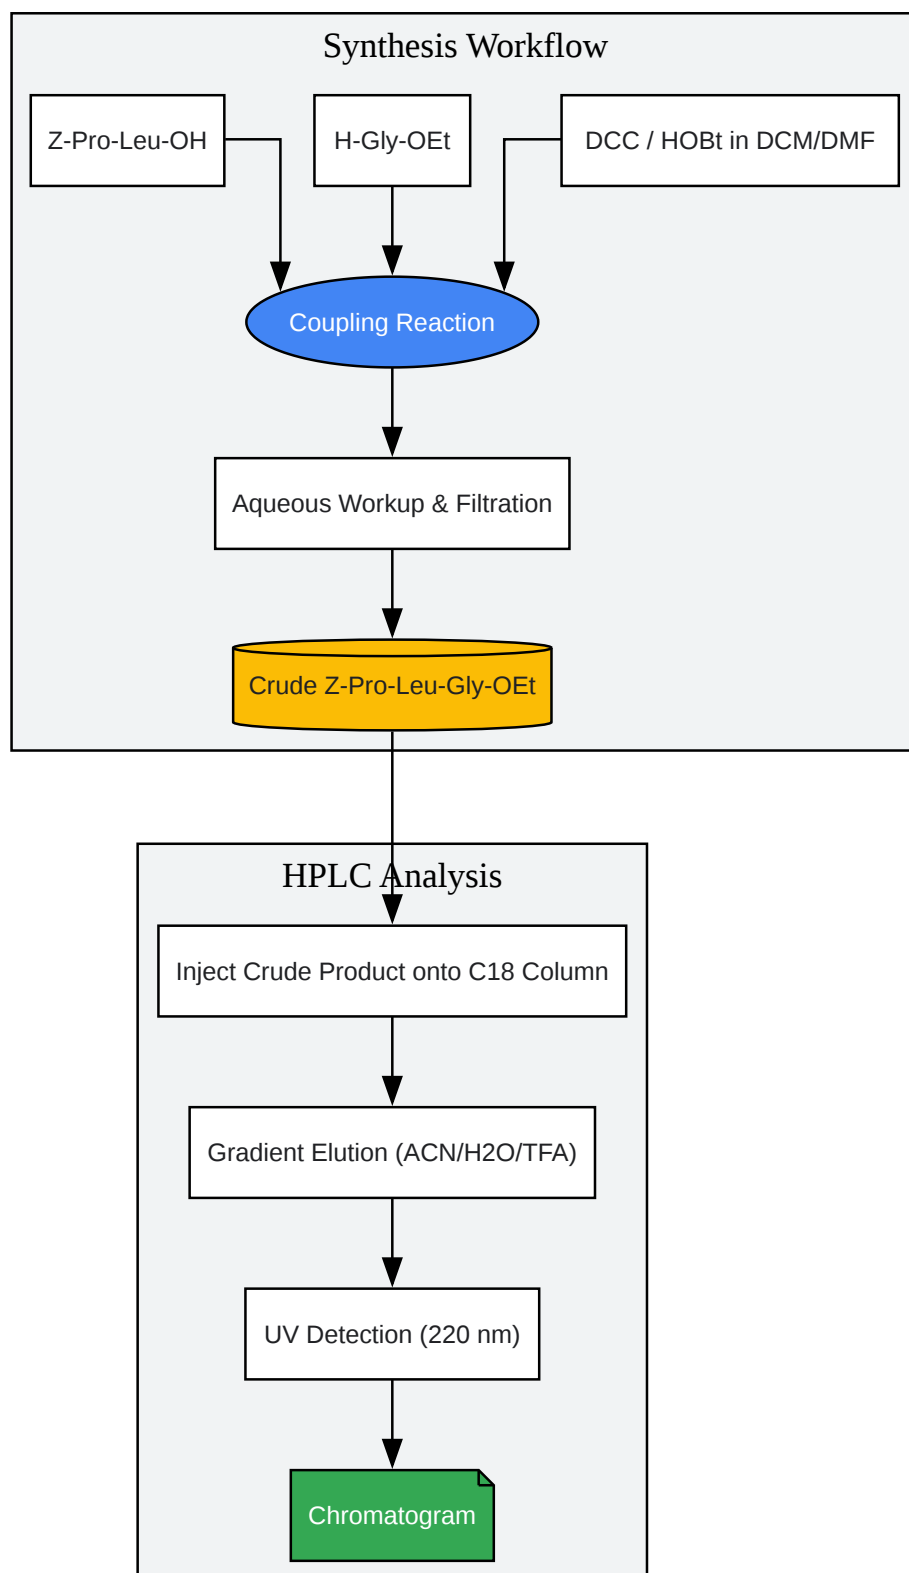 Synthesis Workflow
Z-Pro-Leu-OH
H-Gly-OEt
DCC / HOBt in DCM/DMF
Coupling Reaction
Aqueous Workup & Filtration
Crude Z-Pro-Leu-Gly-OEt
HPLC Analysis
Inject Crude Product onto C18 Column
Gradient Elution (ACN/H2O/TFA)
UV Detection (220 nm)
Chromatogram